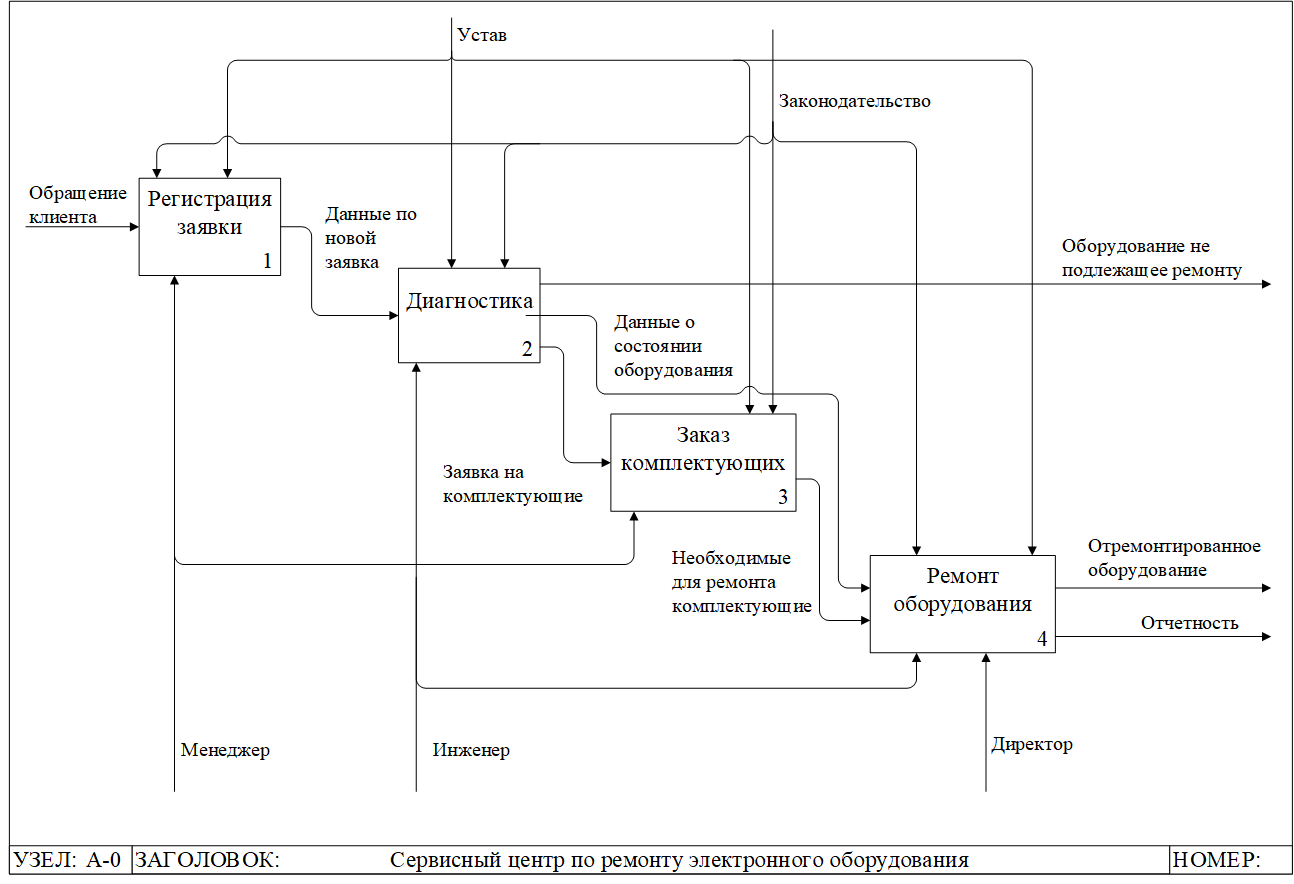 Устав
Законодательство
Обращение
клиента
Регистрация
заявки
1
Данные по
новой
заявка
Оборудование не
подлежащее ремонту
Диагностика
2
Данные о
состоянии
оборудования
Заказ
комплектующих
3
Заявка на
комплектующие
Необходимые
для ремонта
комплектующие
Ремонт
оборудования
4
Отремонтированное
оборудование
Отчетность
Менеджер
Инженер
Директор
УЗЕЛ: А-0
ЗАГОЛОВОК:
Сервисный центр по ремонту электронного оборудования
НОМЕР: